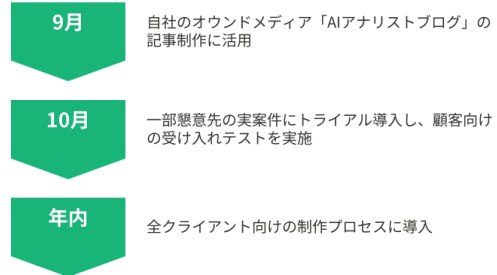 9月
自社のオウンドメディア「AIアナリストブログ」の
記事制作に活用
10月
一部懇意先の実案件にトライアル導入し、顧客向け
の受け入れテストを実施
年内
全クライアント向けの制作プロセスに導入